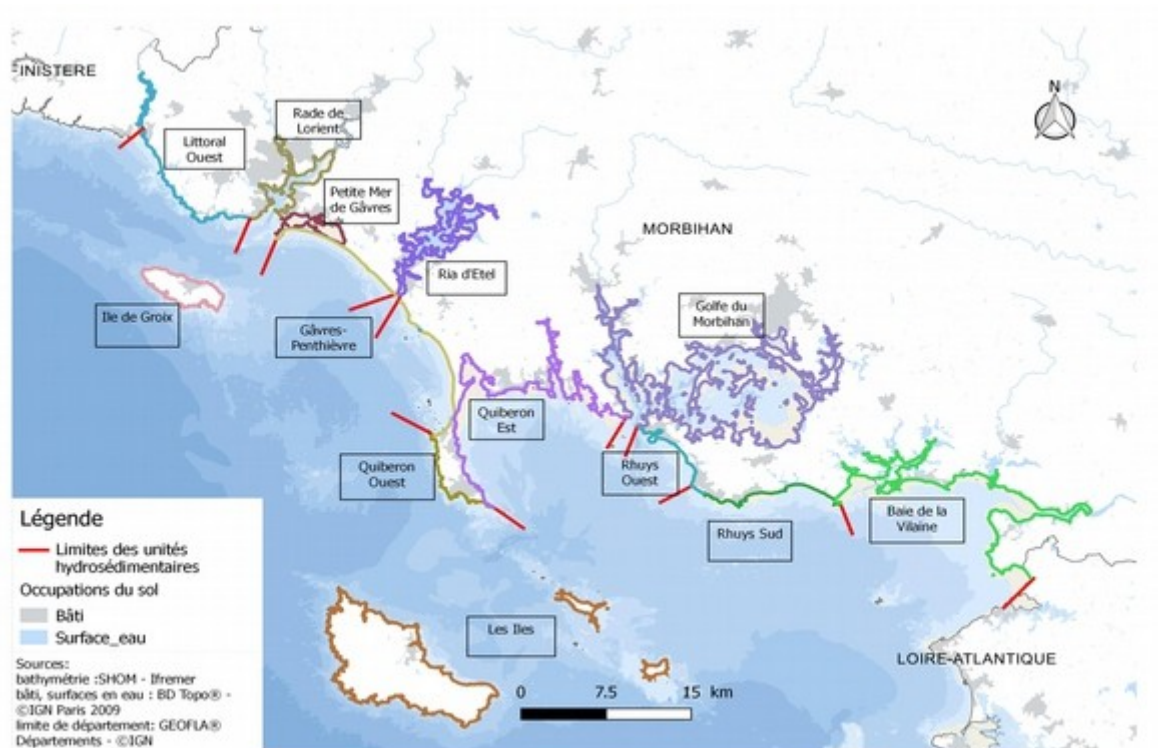 FINISTERE
Littoral
Ouest
Rade de
Lorient
Petite Mer
de Gâvres
N
MORBIHAN
Ria d'Etel
Ile de Groix
Gâvres-
Penthièvre
Golfe du
Morbihan
Quiberon
Est
Quiberon
Ouest
Rhuys
Ouest
Rhuys Sud
Baie de la
Vilaine
Les Iles
LOIRE-ATLANTIQUE
0 7.5 15 km
Légende
Limites des unités
hydrosédimentaires
Occupations du sol
Bâti
Surface_eau
Sources:
bathymétrie :SHOM - Ifremer
bâti, surfaces en eau : BD Topo® -
©IGN Paris 2009
limite de département: GEOFLA®
Départements - ©IGN